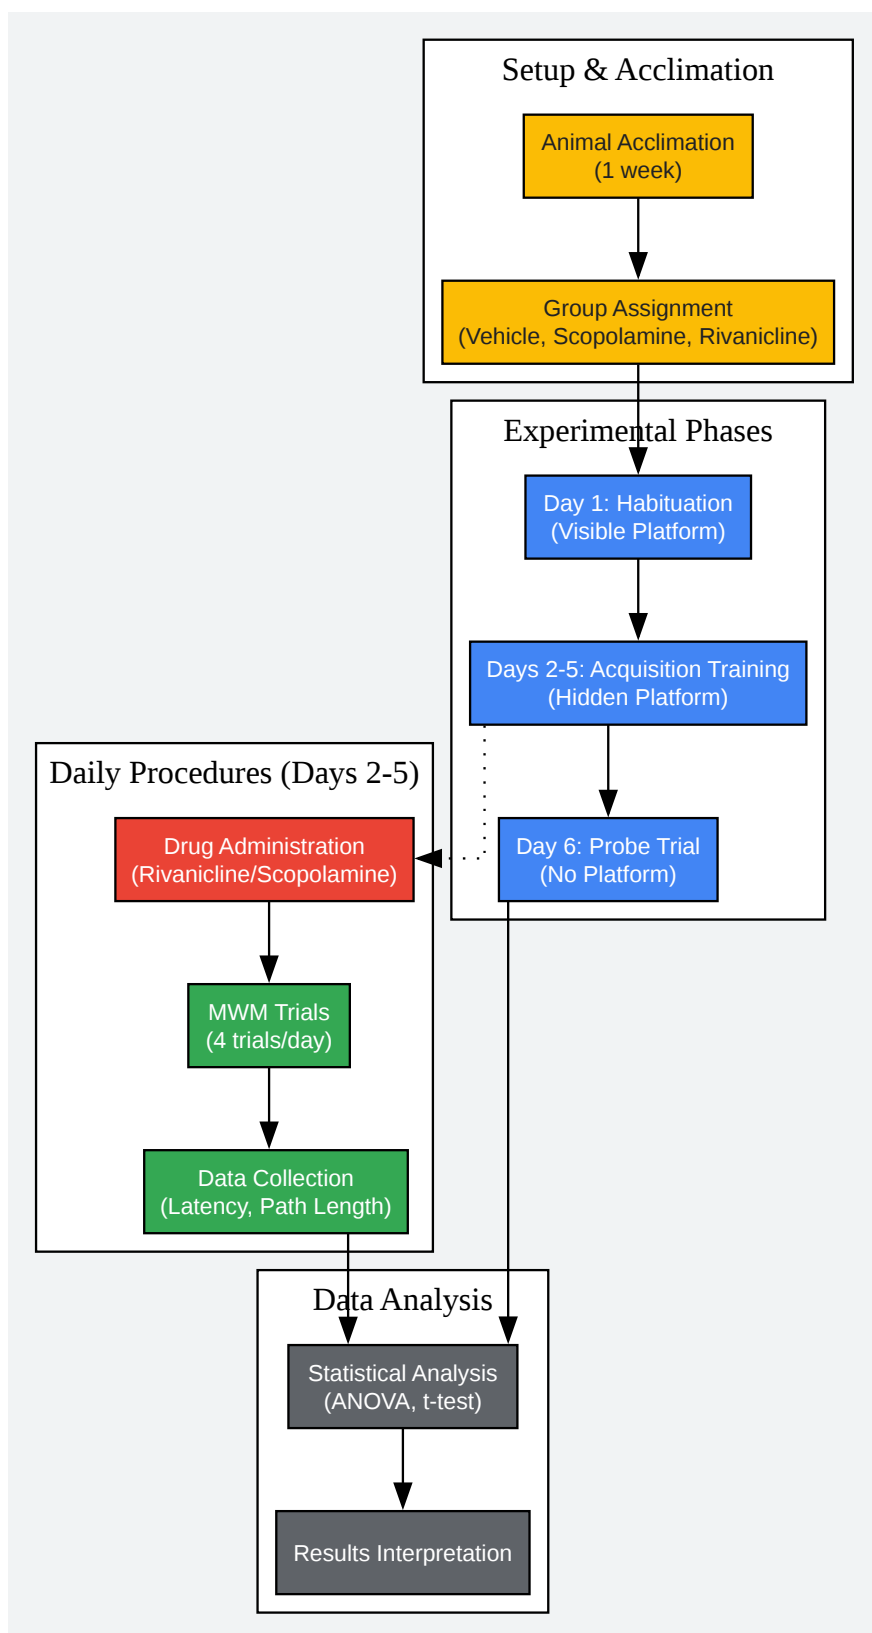 Setup & Acclimation
Animal Acclimation
(1 week)
Group Assignment
(Vehicle, Scopolamine, Rivanicline)
Experimental Phases
Day 1: Habituation
(Visible Platform)
Days 2-5: Acquisition Training
(Hidden Platform)
Day 6: Probe Trial
(No Platform)
Daily Procedures (Days 2-5)
Drug Administration
(Rivanicline/Scopolamine)
MWM Trials
(4 trials/day)
Data Collection
(Latency, Path Length)
Data Analysis
Statistical Analysis
(ANOVA, t-test)
Results Interpretation